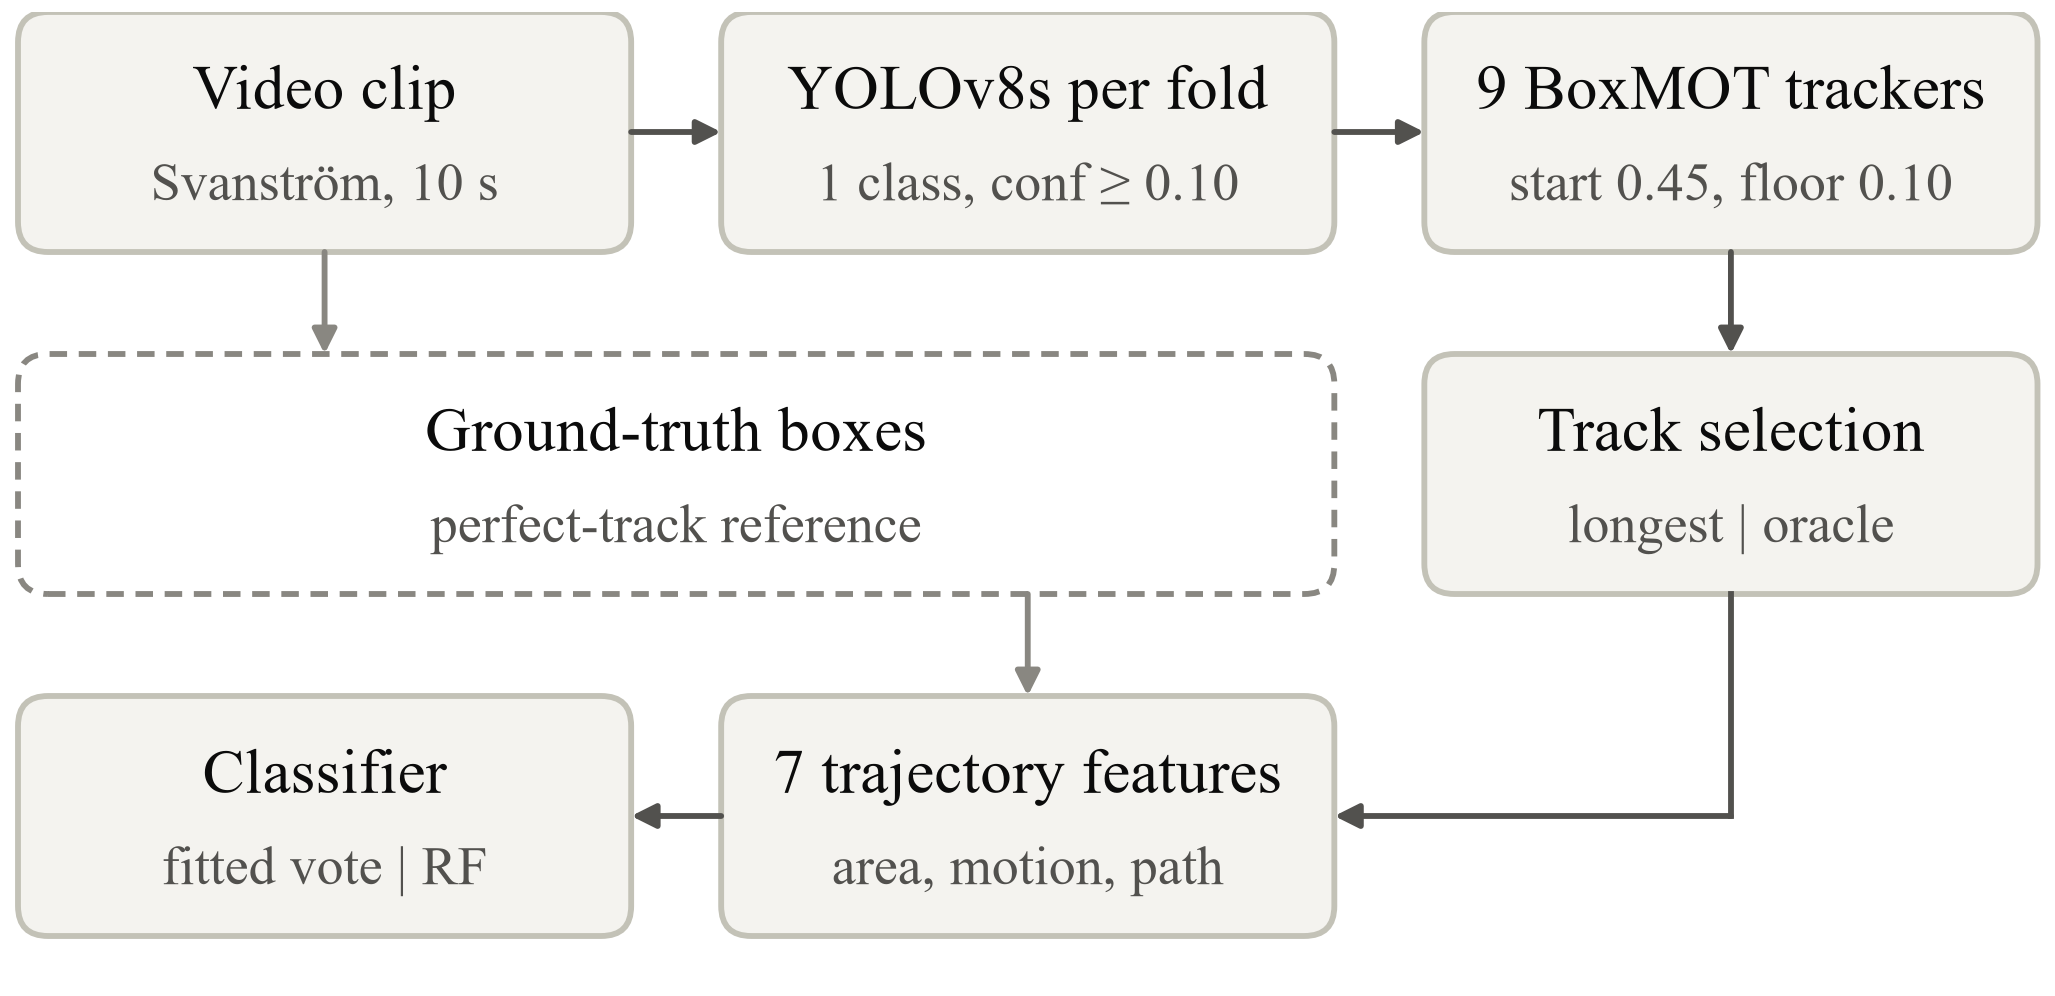 Video clip
Svanström, 10 s
YOLOv8s per fold
1 class, conf ≥ 0.10
9 BoxMOT trackers
start 0.45, floor 0.10
Ground-truth boxes
perfect-track reference
Track selection
longest | oracle
Classifier
fitted vote | RF
7 trajectory features
area, motion, path